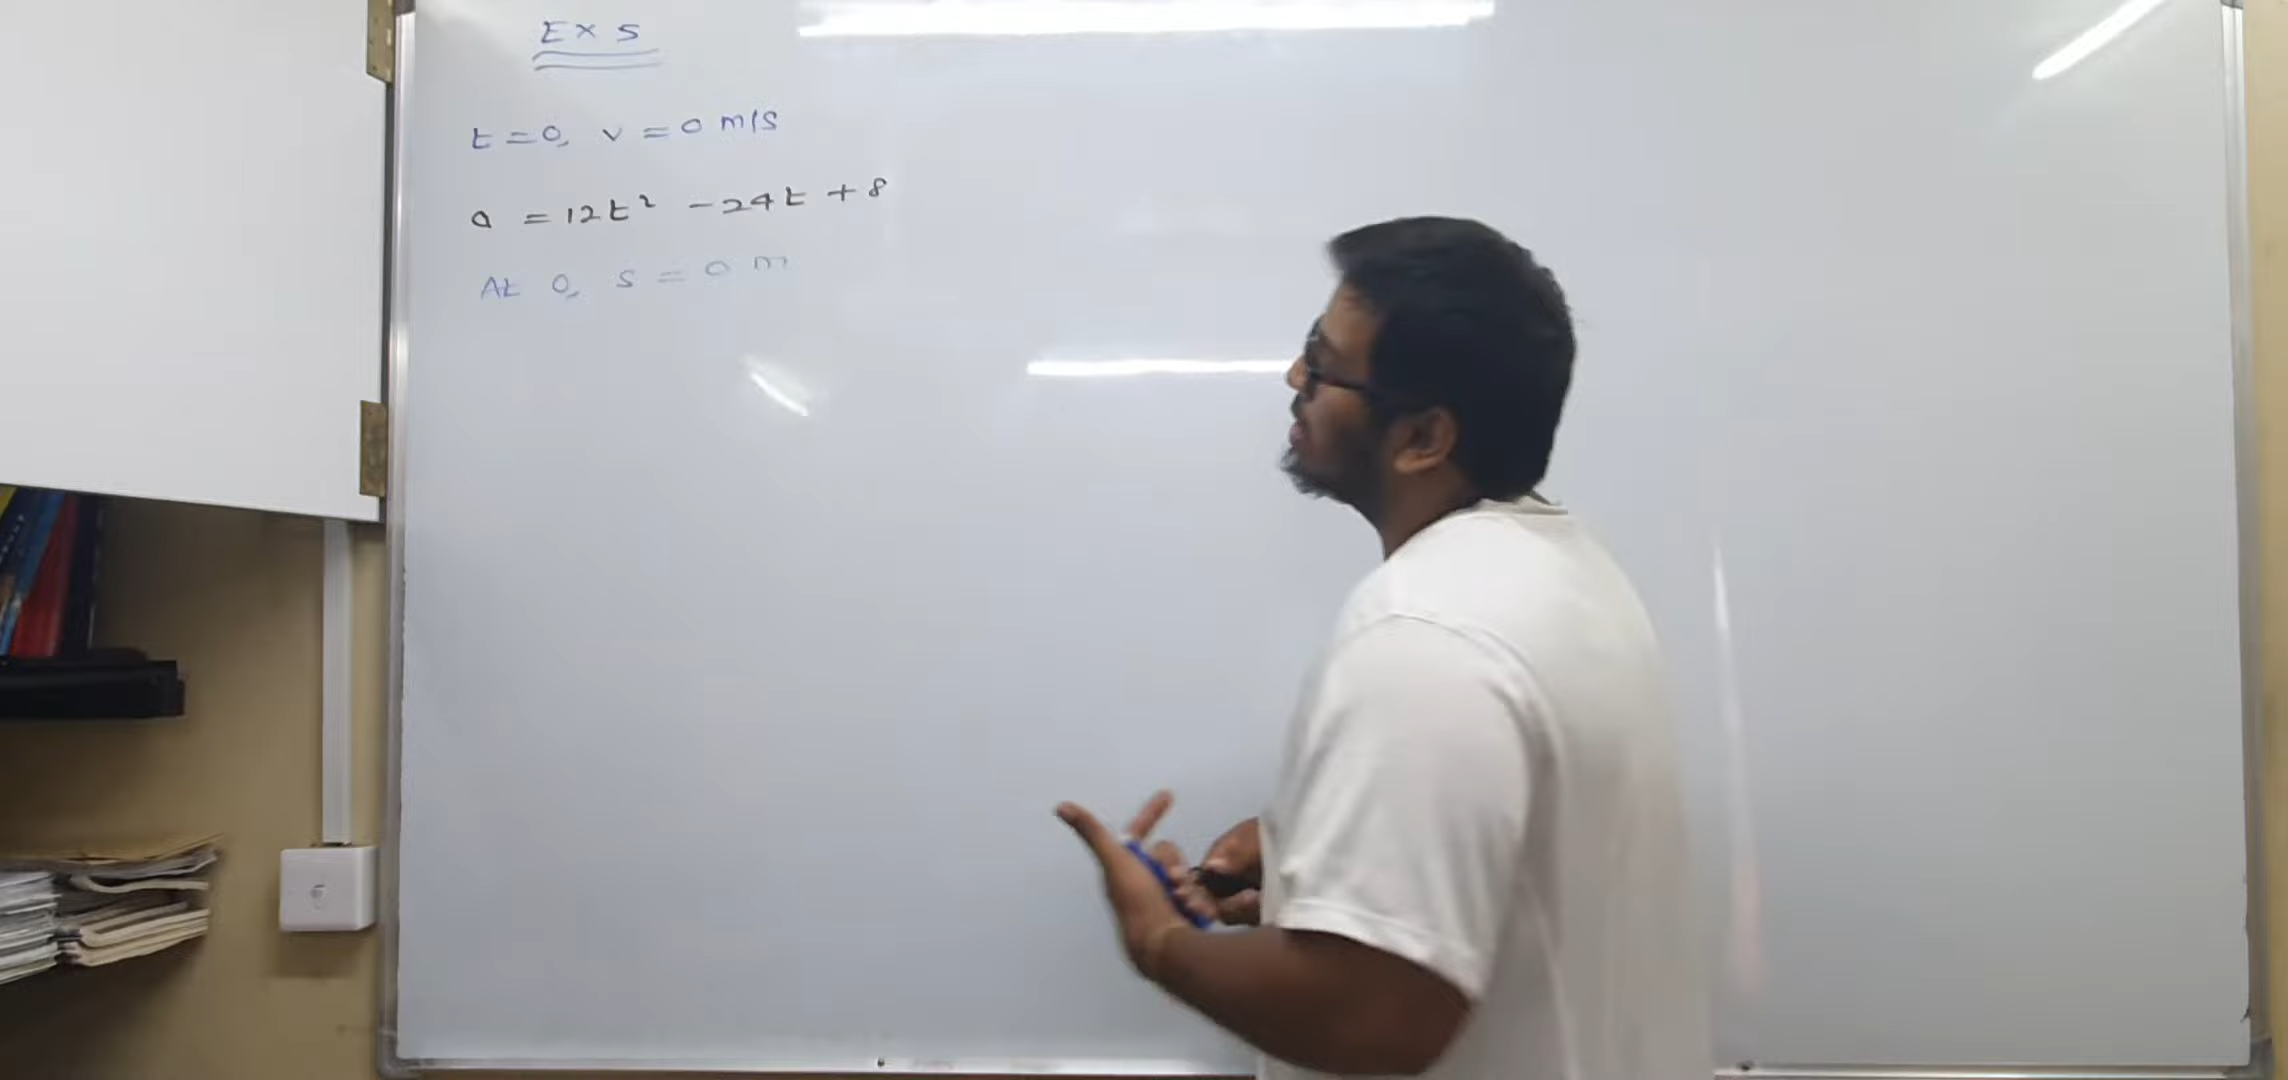 Ex 5
t = 0, v = 0 m/s
a = 12t² - 24t + 8
At 0, s = 0 m